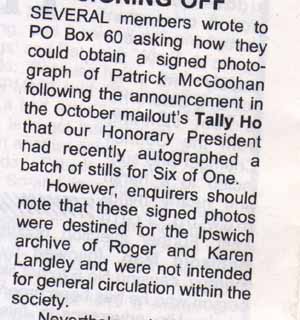 SIGNING OFF
SEVERAL members wrote to
PO Box 60 asking how they
could obtain a signed photo-
graph of Patrick McGoohan
following the announcement in
the October mailout's Tally Ho
that our Honorary President
had recently autographed a
batch of stills for Six of One.
However, enquirers should
note that these signed photos
were destined for the Ipswich
archive of Roger and Karen
Langley and were not intended
for general circulation within the
society.